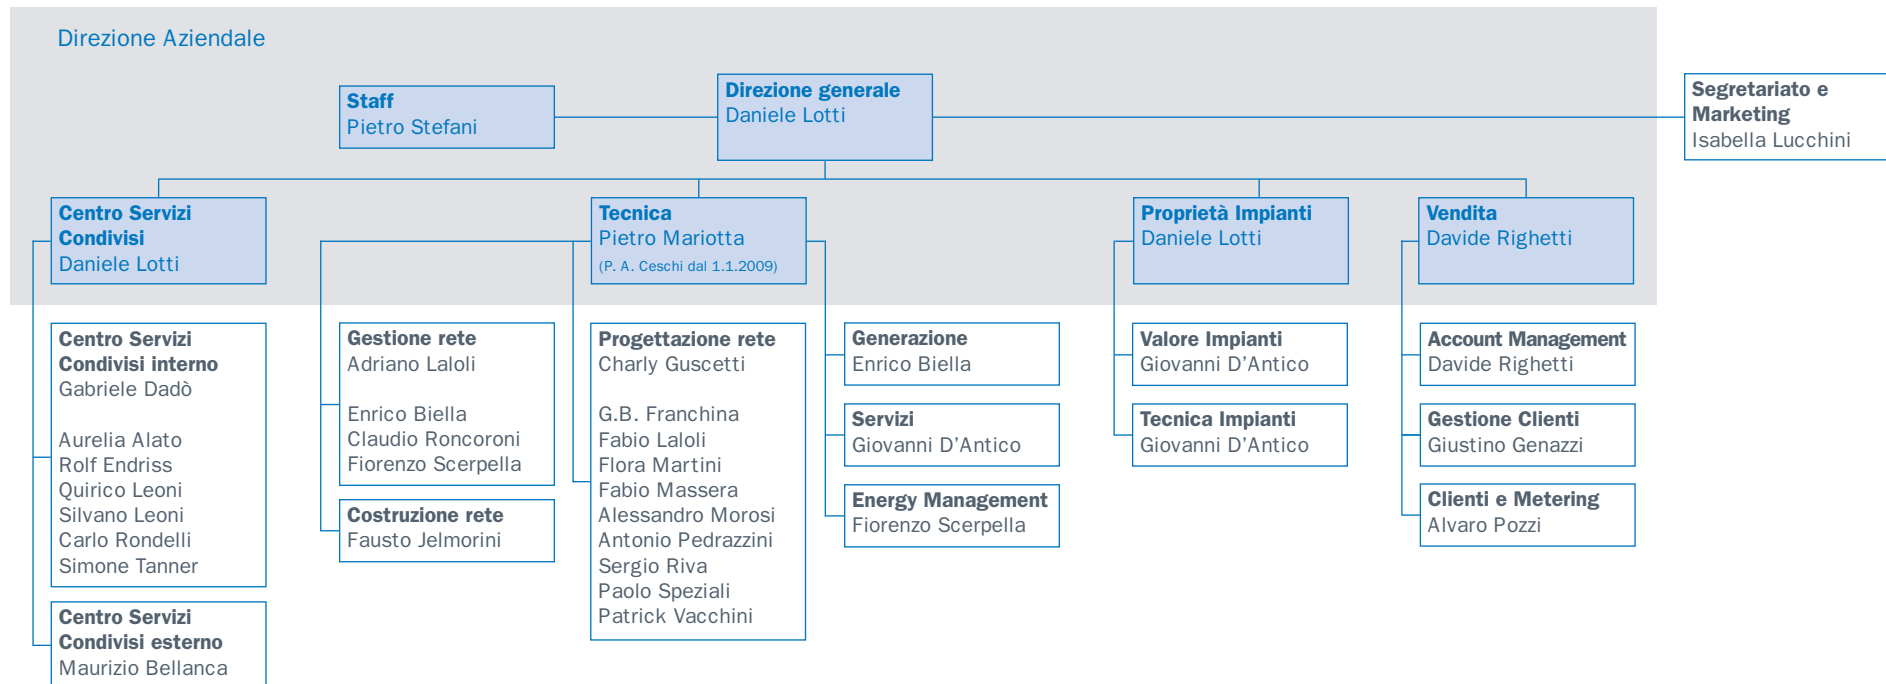 Direzione Aziendale
Staff
Pietro Stefani
Direzione generale
Daniele Lotti
Segretariato e
Marketing
Isabella Lucchini
Centro Servizi
Condivisi
Daniele Lotti
Tecnica
Pietro Mariotta
(P. A. Ceschi dal 1.1.2009)
Proprietà Impianti
Daniele Lotti
Vendita
Davide Righetti
Centro Servizi
Condivisi interno
Gabriele Dadò
Aurelia Alato
Rolf Endriss
Quirico Leoni
Silvano Leoni
Carlo Rondelli
Simone Tanner
Centro Servizi
Condivisi esterno
Maurizio Bellanca
Gestione rete
Adriano Laloli
Enrico Biella
Claudio Roncoroni
Fiorenzo Scerpella
Costruzione rete
Fausto Jelmorini
Progettazione rete
Charly Guscetti
G.B. Franchina
Fabio Laloli
Flora Martini
Fabio Massera
Alessandro Morosi
Antonio Pedrazzini
Sergio Riva
Paolo Speziali
Patrick Vacchini
Generazione
Enrico Biella
Servizi
Giovanni D'Antico
Energy Management
Fiorenzo Scerpella
Valore Impianti
Giovanni D'Antico
Tecnica Impianti
Giovanni D'Antico
Account Management
Davide Righetti
Gestione Clienti
Giustino Genazzi
Clienti e Metering
Alvaro Pozzi